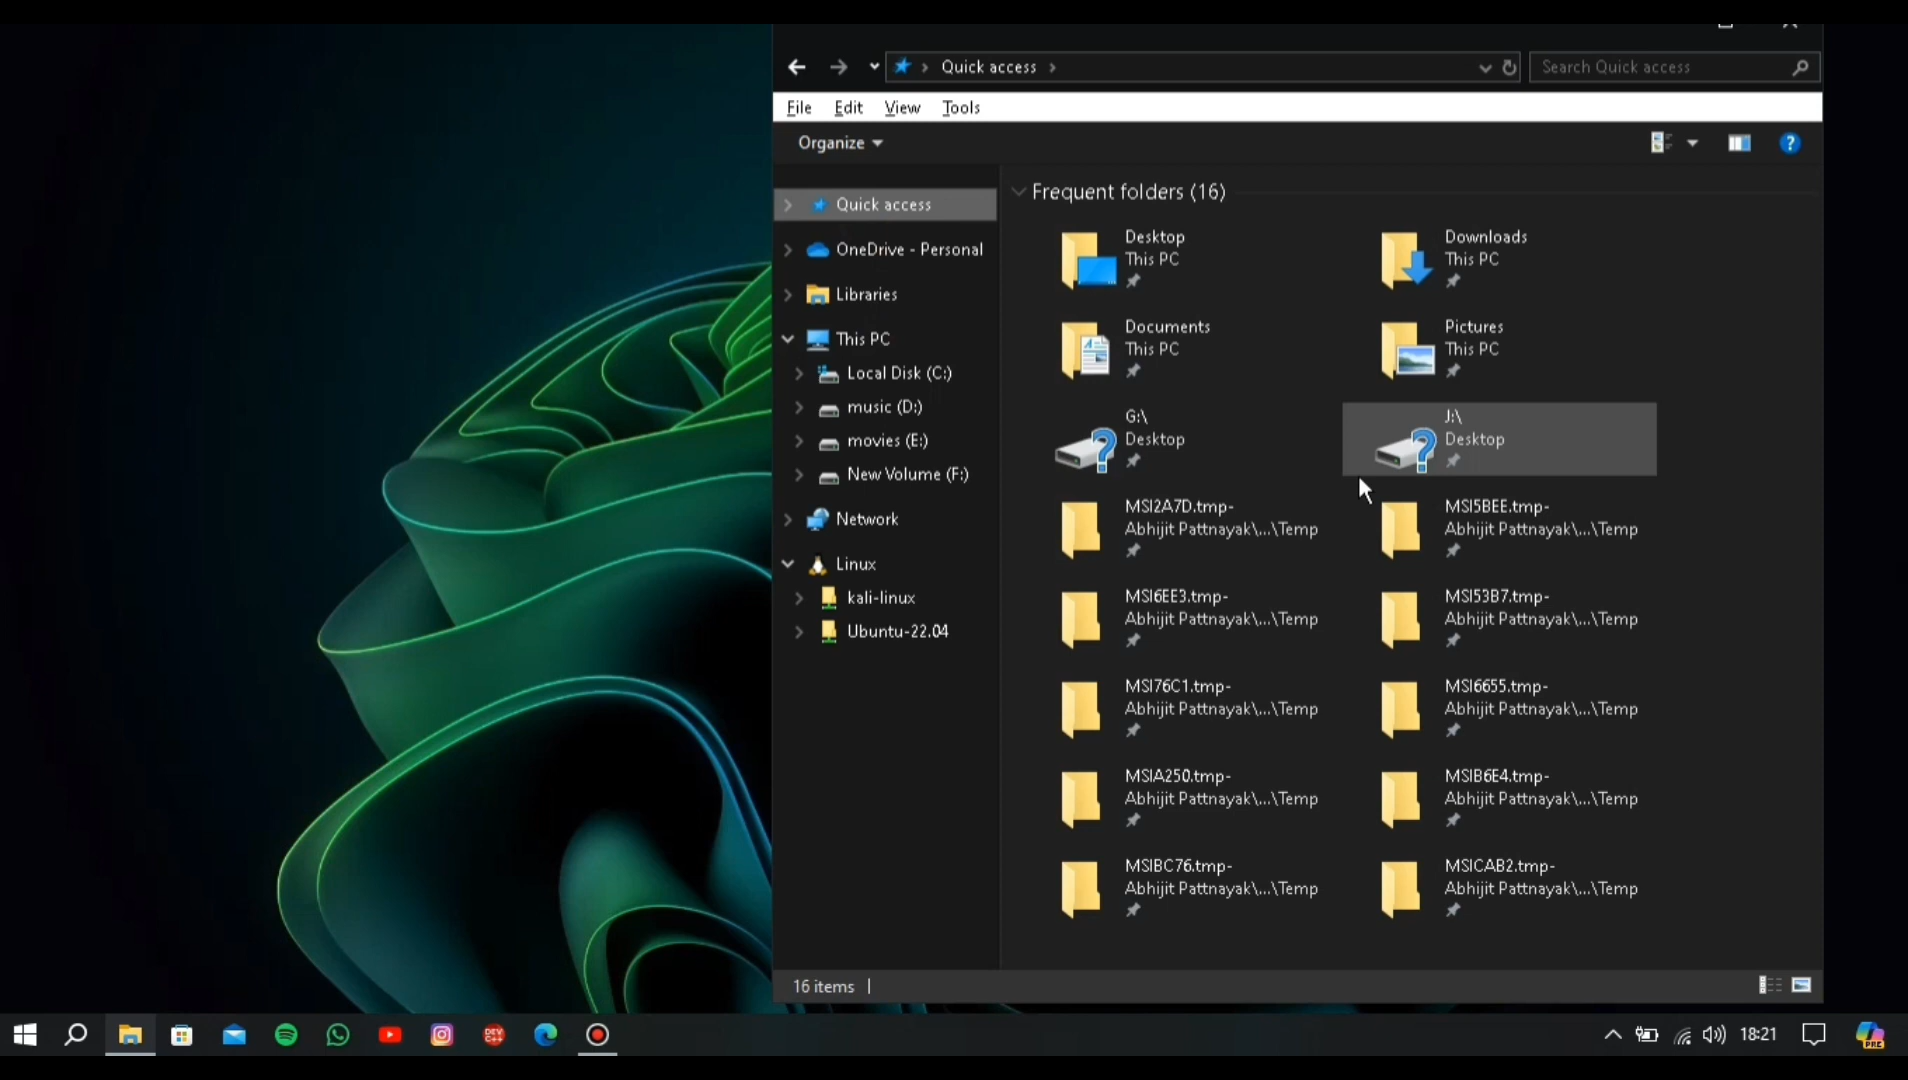 Quick access
Search Quick access
File Edit View Tools
Organize
Quick access
OneDrive - Personal
Libraries
This PC
Local Disk (C:)
music (D:)
movies (E:)
New Volume (F:)
Network
Linux
kali-linux
Ubuntu-22.04
Frequent folders (16)
Desktop
This PC
Downloads
This PC
Documents
This PC
Pictures
This PC
G:\
Desktop
J:\
Desktop
MSI2A7D.tmp-
Abhijit Pattnayak\...\Temp
MSI5BEE.tmp-
Abhijit Pattnayak\...\Temp
MSI6EE3.tmp-
Abhijit Pattnayak\...\Temp
MSI53B7.tmp-
Abhijit Pattnayak\...\Temp
MSI76C1.tmp-
Abhijit Pattnayak\...\Temp
MSI6655.tmp-
Abhijit Pattnayak\...\Temp
MSIA250.tmp-
Abhijit Pattnayak\...\Temp
MSIB6E4.tmp-
Abhijit Pattnayak\...\Temp
MSIBC76.tmp-
Abhijit Pattnayak\...\Temp
MSICAB2.tmp-
Abhijit Pattnayak\...\Temp
16 items
DEV
C++
18:21
PRE